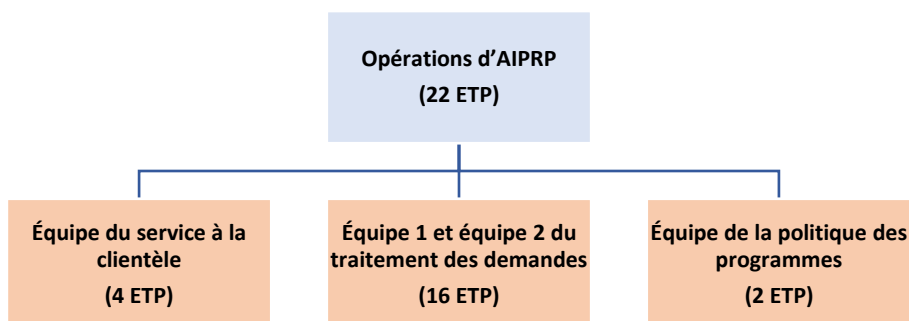 Opérations d’AIPRP
(22 ETP)
Équipe du service à la
clientèle
(4 ETP)
Équipe 1 et équipe 2 du
traitement des demandes
(16 ETP)
Équipe de la politique des
programmes
(2 ETP)